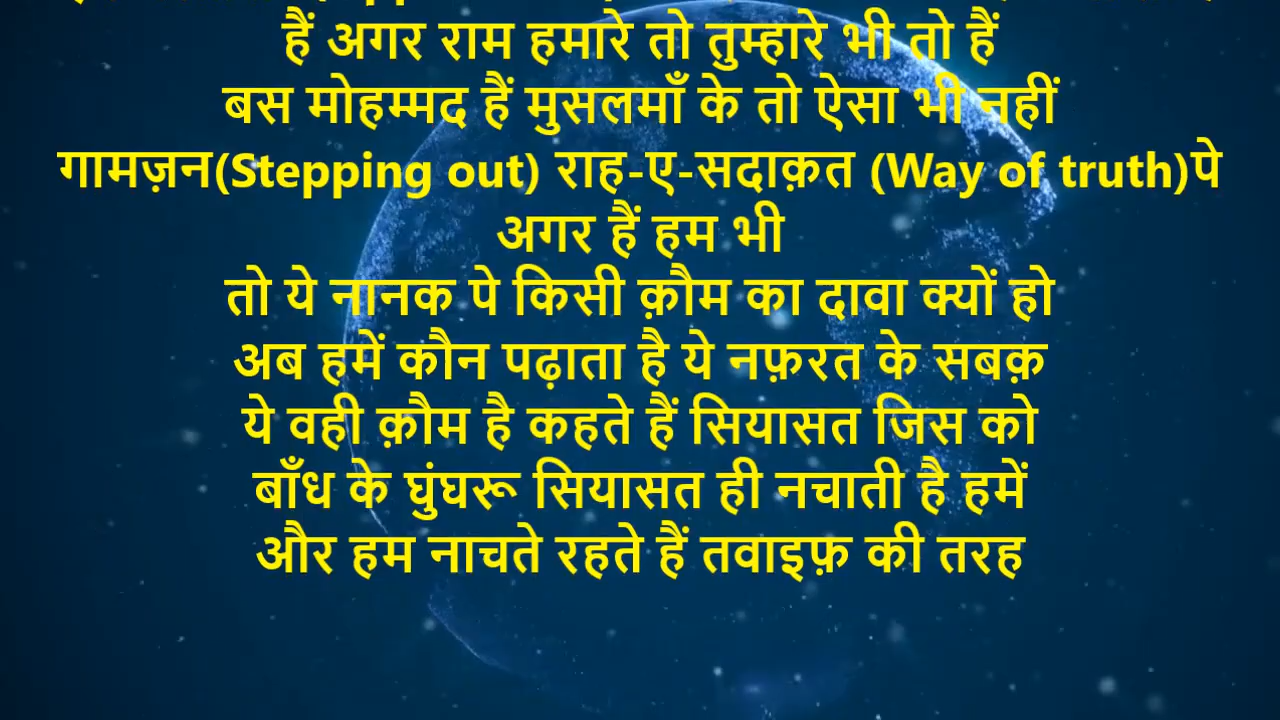 हैं अगर राम हमारे तो तुम्हारे भी तो हैं
बस मोहम्मद हैं मुसलमाँ के तो ऐसा भी नहीं
गामज़न(Stepping out) राह-ए-सदाक़त (Way of truth)पे
अगर हैं हम भी
तो ये नानक पे किसी क़ौम का दावा क्यों हो
अब हमें कौन पढ़ाता है ये नफ़रत के सबक़
ये वही क़ौम है कहते हैं सियासत जिस को
बाँध के घुंघरू सियासत ही नचाती है हमें
और हम नाचते रहते हैं तवाइफ़ की तरह